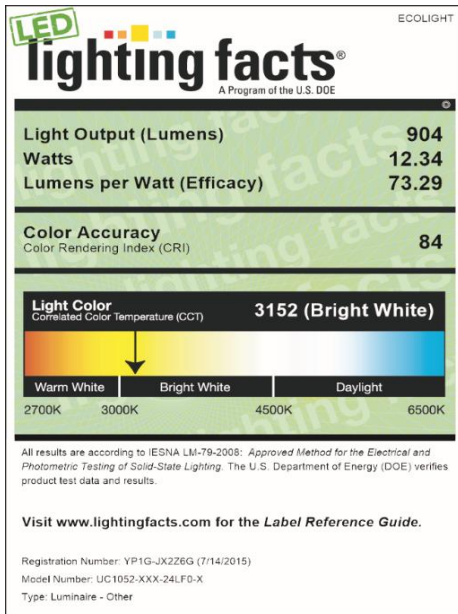 ECOLIGHT
LED
lighting facts®
A Program of the U.S. DOE
Light Output (Lumens) 904
Watts 12.34
Lumens per Watt (Efficacy) 73.29
Color Accuracy
Color Rendering Index (CRI) 84
Light Color
Correlated Color Temperature (CCT) 3152 (Bright White)
Warm White Bright White Daylight
2700K 3000K 4500K 6500K
All results are according to IESNA LM-79-2008: Approved Method for the Electrical and
Photometric Testing of Solid-State Lighting. The U.S. Department of Energy (DOE) verifies
product test data and results.
Visit www.lightingfacts.com for the Label Reference Guide.
Registration Number: YP1G-JX2Z6G (7/14/2015)
Model Number: UC1052-XXX-24LF0-X
Type: Luminaire - Other